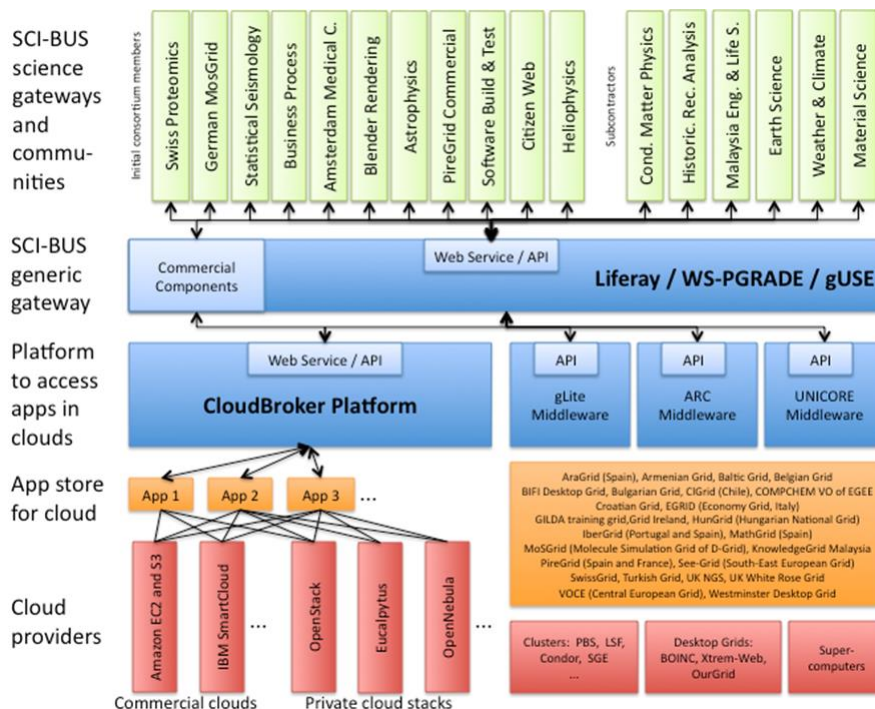 SCI-BUS
science
gateways
and
commu-
nities
Initial consortium members
Swiss Proteomics
German MosGrid
Statistical Seismology
Business Process
Amsterdam Medical C.
Blender Rendering
Astrophysics
PireGrid Commercial
Software Build & Test
Citizen Web
Heliophysics
Subcontractors
Cond. Matter Physics
Historic. Rec. Analysis
Malaysia Eng. & Life S.
Earth Science
Weather & Climate
Material Science
SCI-BUS
generic
gateway
Commercial
Components
Web Service / API
Liferay / WS-PGRADE / gUSE
Platform
to access
apps in
clouds
Web Service / API
CloudBroker Platform
API
gLite
Middleware
API
ARC
Middleware
API
UNICORE
Middleware
App store
for cloud
App 1
App 2
App 3
...
AraGrid (Spain), Armenian Grid, Baltic Grid, Belgian Grid
BIFI Desktop Grid, Bulgarian Grid, ClGrid (Chile), COMPCHEM VO of EGEE
Croatian Grid, EGRID (Economy Grid, Italy)
GILDA training grid,Grid Ireland, HunGrid (Hungarian National Grid)
IberGrid (Portugal and Spain), MathGrid (Spain)
MoSGrid (Molecule Simulation Grid of D-Grid), KnowledgeGrid Malaysia
PireGrid (Spain and France), See-Grid (South-East European Grid)
SwissGrid, Turkish Grid, UK NGS, UK White Rose Grid
VOCE (Central European Grid), Westminster Desktop Grid
Cloud
providers
Amazon EC2 and S3
IBM SmartCloud
...
OpenStack
Eucalpytus
OpenNebula
...
Commercial clouds
Private cloud stacks
Clusters: PBS, LSF,
Condor, SGE
...
Desktop Grids:
BOINC, Xtrem-Web,
OurGrid
Super-
computers